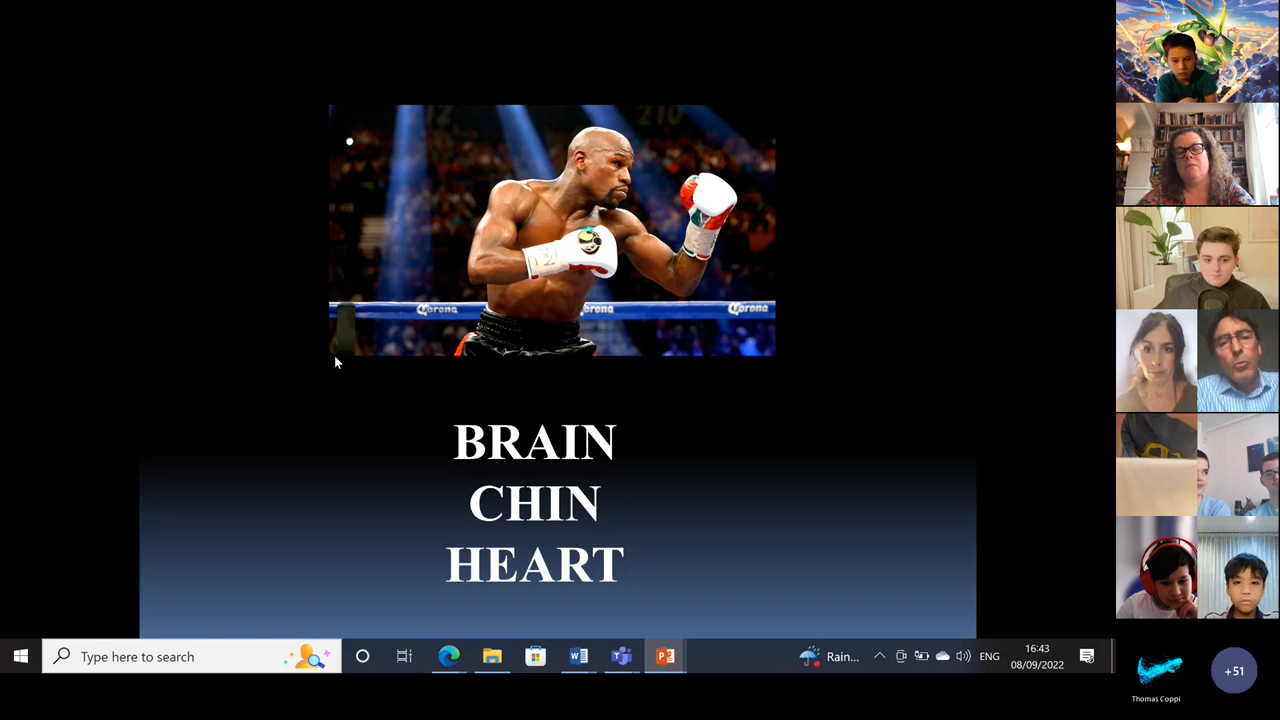 Corona
Corona
Corona
BRAIN
CHIN
HEART
Type here to search
Rain...
ENG
16:43
08/09/2022
Thomas Coppi
+51